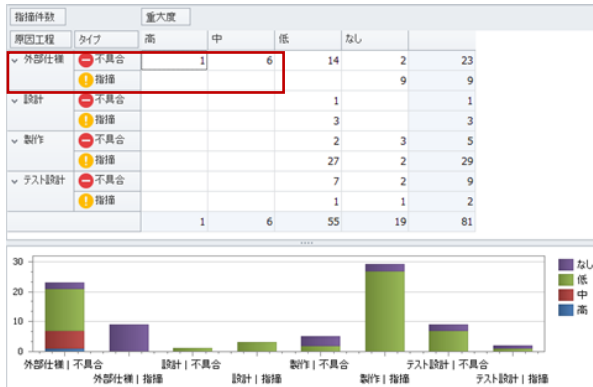 指摘件数 重大度
原因工程 タイプ 高 中 低 なし
外部仕様 不具合 1 6 14 2 23
指摘 9 9
設計 不具合 1 1
指摘 3 3
製作 不具合 2 3 5
指摘 27 2 29
テスト設計 不具合 7 2 9
指摘 1 1 2
1 6 55 19 81
30
20
10
0
なし
低
中
高
外部仕様 | 不具合 設計 | 不具合 製作 | 不具合 テスト設計 | 不具合
外部仕様 | 指摘 設計 | 指摘 製作 | 指摘 テスト設計 | 指摘